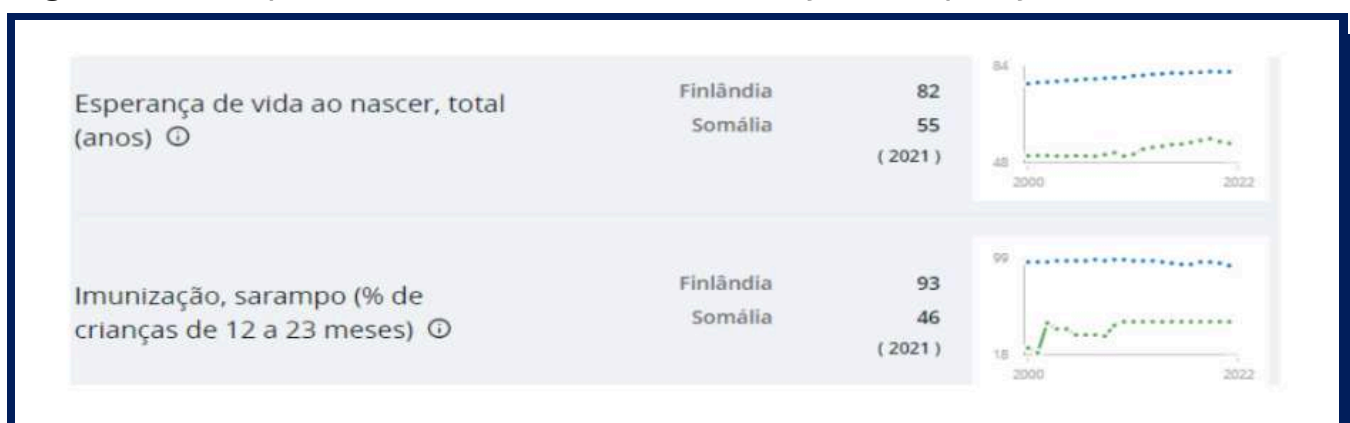 Esperança de vida ao nascer, total
(anos) ⓘ
Finlândia 82
Somália 55
( 2021 )
84
48
2000 2022
Imunização, sarampo (% de
crianças de 12 a 23 meses) ⓘ
Finlândia 93
Somália 46
( 2021 )
99
18
2000 2022